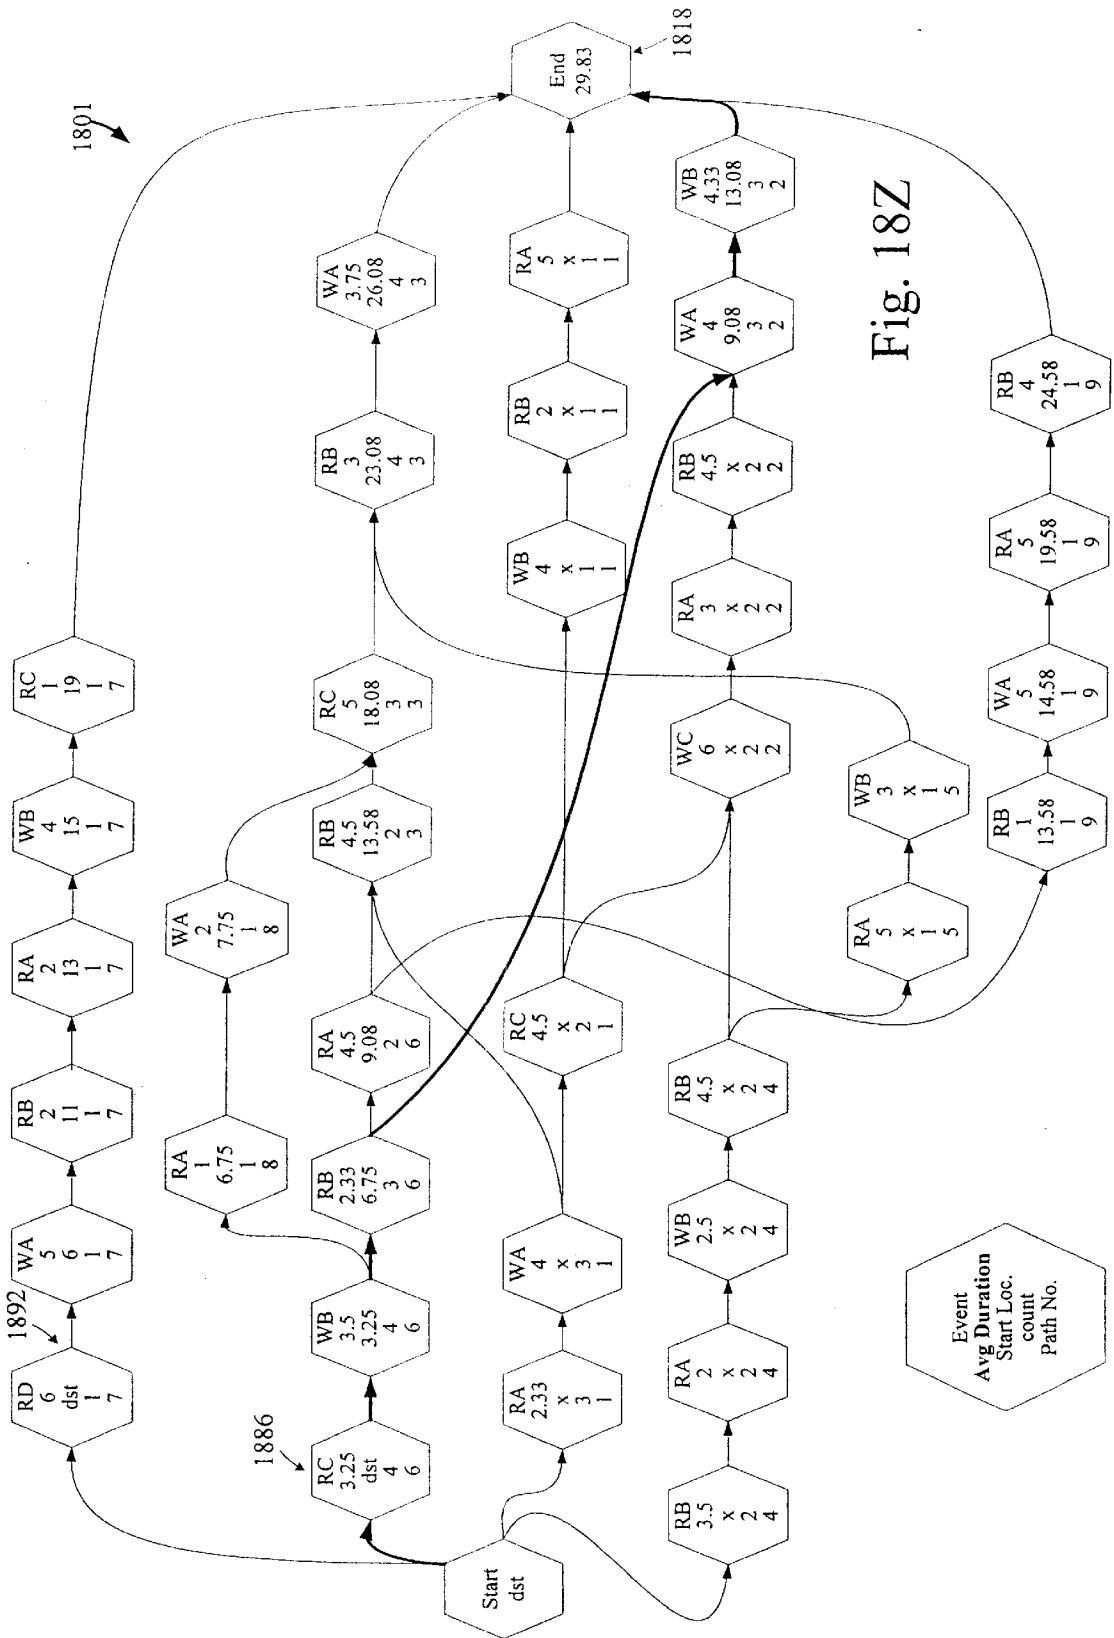 1801
RD
6
dst
1
7
1892
WA
5
6
1
7
RB
2
11
1
7
RA
2
13
1
7
WB
4
15
1
7
RC
1
19
1
7
RA
1
6.75
1
8
WA
2
7.75
1
8
1886
RC
3.25
dst
4
6
WB
3.5
3.25
4
6
RB
2.33
6.75
3
6
RA
4.5
9.08
2
6
RB
4.5
13.58
2
3
RC
5
18.08
3
3
RB
3
23.08
4
3
WA
3.75
26.08
4
3
Start
dst
RA
2.33
x
3
1
WA
4
x
3
1
RC
4.5
x
2
1
WB
4
x
1
1
RB
2
x
1
1
RA
5
x
1
1
End
29.83
1818
RB
3.5
x
2
4
RA
2
x
2
4
WB
2.5
x
2
4
RB
4.5
x
2
4
WC
6
x
2
2
RA
3
x
2
2
RB
4.5
x
2
2
WA
4
9.08
3
2
WB
4.33
13.08
3
2
RA
5
x
1
5
WB
3
x
1
5
RB
1
13.58
1
9
WA
5
14.58
1
9
RA
5
19.58
1
9
RB
4
24.58
1
9
Event
Avg Duration
Start Loc.
count
Path No.
Fig. 18Z